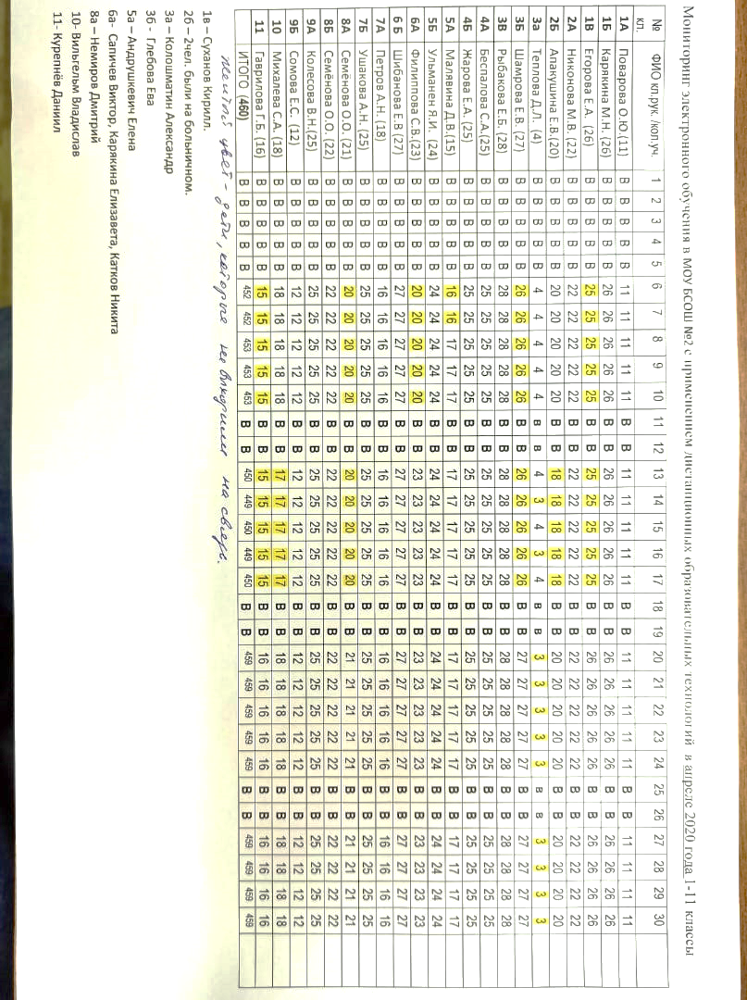 Мониторинг электронного обучения в МОУ БСОШ №2 с применением дистанционных образовательных технологий в апреле 2020 года 1-11 классы
№ кл. ФИО кл.рук. /кол.уч. 1 2 3 4 5 6 7 8 9 10 11 12 13 14 15 16 17 18 19 20 21 22 23 24 25 26 27 28 29 30
1А Поварова О.Ю.(11) В В В В В 11 11 11 11 11 В В 11 11 11 11 11 В В 11 11 11 11 11 В В 11 11 11 11
1Б Карякина М.Н. (26) В В В В В 26 26 26 26 26 В В 26 26 26 26 26 В В 26 26 26 26 26 В В 26 26 26 26
1В Егорова Е.А. (26) В В В В В 25 25 25 25 25 В В 25 25 25 25 25 В В 26 26 26 26 26 В В 26 26 26 26
2А Никонова М.В. (22) В В В В В 22 22 22 22 22 В В 22 22 22 22 22 В В 22 22 22 22 22 В В 22 22 22 22
2Б Апакушина Е.В.(20) В В В В В 20 20 20 20 20 В В 18 18 18 18 18 В В 20 20 20 20 20 В В 20 20 20 20
3а Теплова Д.Л. (4) В В В В В 4 4 4 4 4 в в 4 3 4 3 4 в в 3 3 3 3 3 в в 3 3 3 3
3Б Шамрова Е.В. (27) В В В В В 26 26 26 26 26 В В 26 26 26 26 26 В В 27 27 27 27 27 В В 27 27 27 27
3В Рыбакова Е.Б. (28) В В В В В 28 28 28 28 28 В В 28 28 28 28 28 В В 28 28 28 28 28 В В 28 28 28 28
4А Беспалова С.А.(25) В В В В В 25 25 25 25 25 В В 25 25 25 25 25 В В 25 25 25 25 25 В В 25 25 25 25
4Б Жарова Е.А. (25) В В В В В 25 25 25 25 25 В В 25 25 25 25 25 В В 25 25 25 25 25 В В 25 25 25 25
5А Малявина Д.В.(15) В В В В В 16 16 17 17 17 В В 17 17 17 17 17 В В 17 17 17 17 17 В В 17 17 17 17
5Б Ульманен Я.И. (24) В В В В В 24 24 24 24 24 В В 24 24 24 24 24 В В 24 24 24 24 24 В В 24 24 24 24
6А Филиппова С.В.(23) В В В В В 20 20 20 20 20 В В 23 23 23 23 23 В В 23 23 23 23 23 В В 23 23 23 23
6 Б Шибанова Е.В.(27) В В В В В 27 27 27 27 27 В В 27 27 27 27 27 В В 27 27 27 27 27 В В 27 27 27 27
7А Петров А.Н. (18) В В В В В 16 16 16 16 16 В В 16 16 16 16 16 В В 16 16 16 16 16 В В 16 16 16 16
7Б Ушакова А.Н. (25) В В В В В 25 25 25 25 25 В В 25 25 25 25 25 В В 25 25 25 25 25 В В 25 25 25 25
8А Семёнова О.О. (21) В В В В В 20 20 20 20 20 В В 20 20 20 20 20 В В 21 21 21 21 21 В В 21 21 21 21
8Б Семёнова О.О. (22) В В В В В 22 22 22 22 22 В В 22 22 22 22 22 В В 22 22 22 22 22 В В 22 22 22 22
9А Колесова В.Н.(25) В В В В В 25 25 25 25 25 В В 25 25 25 25 25 В В 25 25 25 25 25 В В 25 25 25 25
9Б Сомова Е.С. (12) В В В В В 12 12 12 12 12 В В 12 12 12 12 12 В В 12 12 12 12 12 В В 12 12 12 12
10 Михалева С.А. (18) В В В В В 18 18 18 18 18 В В 17 17 17 17 17 В В 18 18 18 18 18 В В 18 18 18 18
11 Гаврилова Г.Б. (16) В В В В В 15 15 15 15 15 В В 15 15 15 15 15 В В 16 16 16 16 16 В В 16 16 16 16
ИТОГО (460) В В В В В 452 452 453 453 453 В В 450 449 450 449 450 В В 459 459 459 459 459 В В 459 459 459 459
желтый цвет - дети, которые не выходили на связь.
1в – Суханов Кирилл.
2б – 2чел. были на больничном.
3а – Колошматин Александр
3б - Глебова Ева
5а – Андрушкевич Елена
6а- Сапичев Виктор, Карякина Елизавета, Катков Никита
8а – Немиров Дмитрий
10- Вильгельм Владислав
11- Курепнёв Даниил